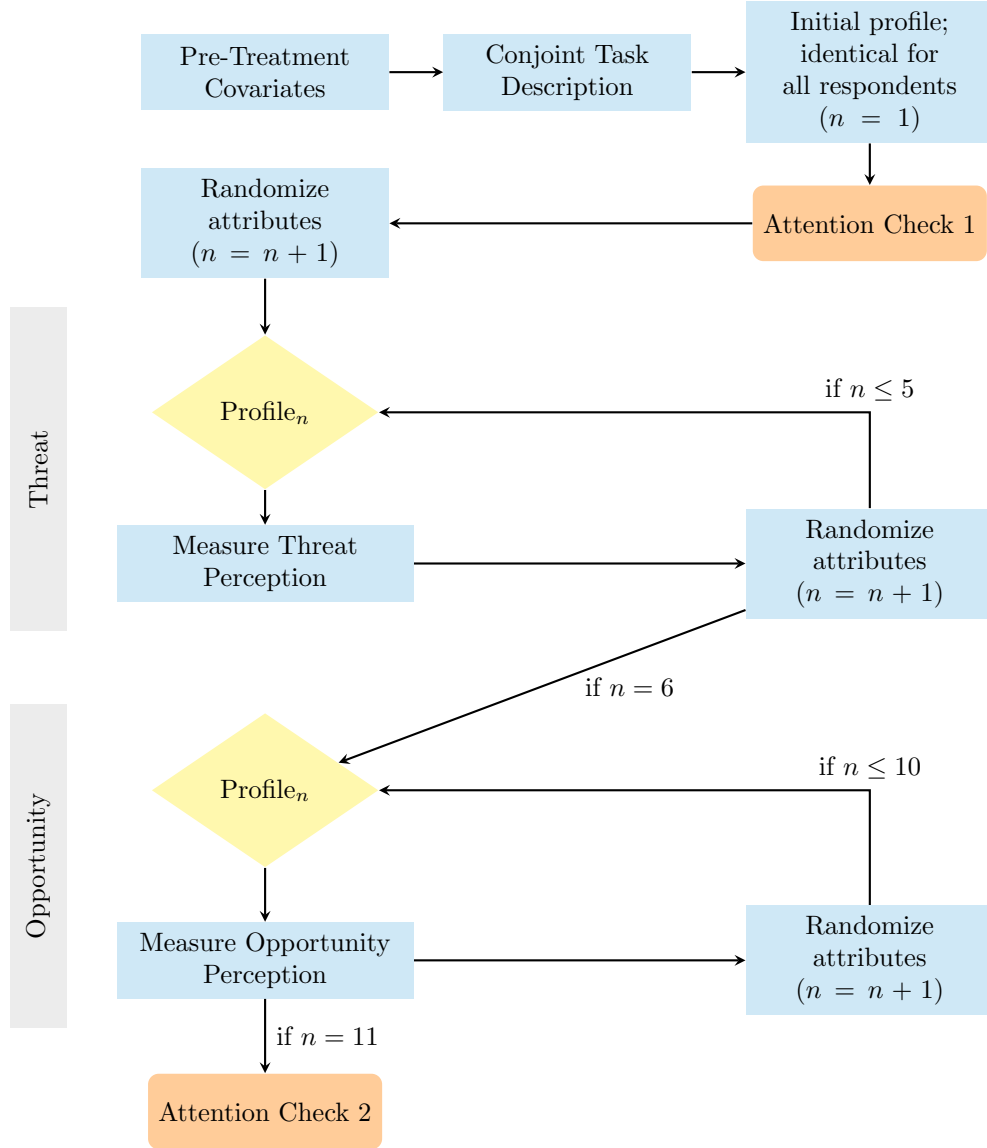 Pre-Treatment
Covariates
Conjoint Task
Description
Initial profile;
identical for
all respondents
(n = 1)
Randomize
attributes
(n = n + 1)
Attention Check 1
Threat
Profileₙ
if n ≤ 5
Measure Threat
Perception
Randomize
attributes
(n = n + 1)
if n = 6
Opportunity
Profileₙ
if n ≤ 10
Measure Opportunity
Perception
Randomize
attributes
(n = n + 1)
if n = 11
Attention Check 2